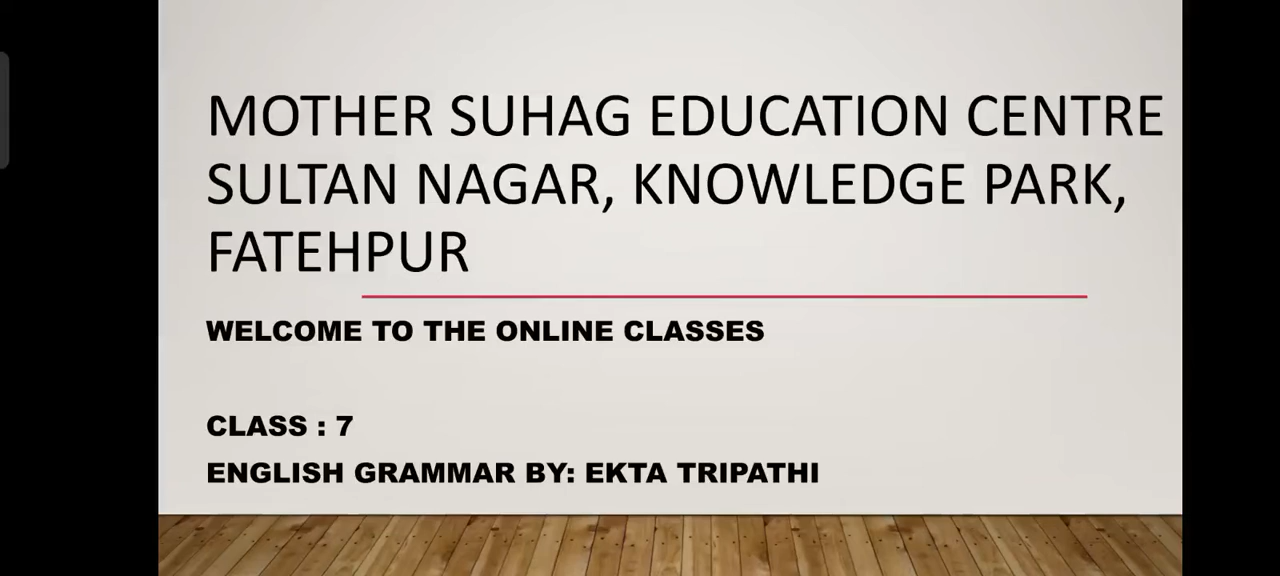 MOTHER SUHAG EDUCATION CENTRE
SULTAN NAGAR, KNOWLEDGE PARK,
FATEHPUR
WELCOME TO THE ONLINE CLASSES
CLASS : 7
ENGLISH GRAMMAR BY: EKTA TRIPATHI